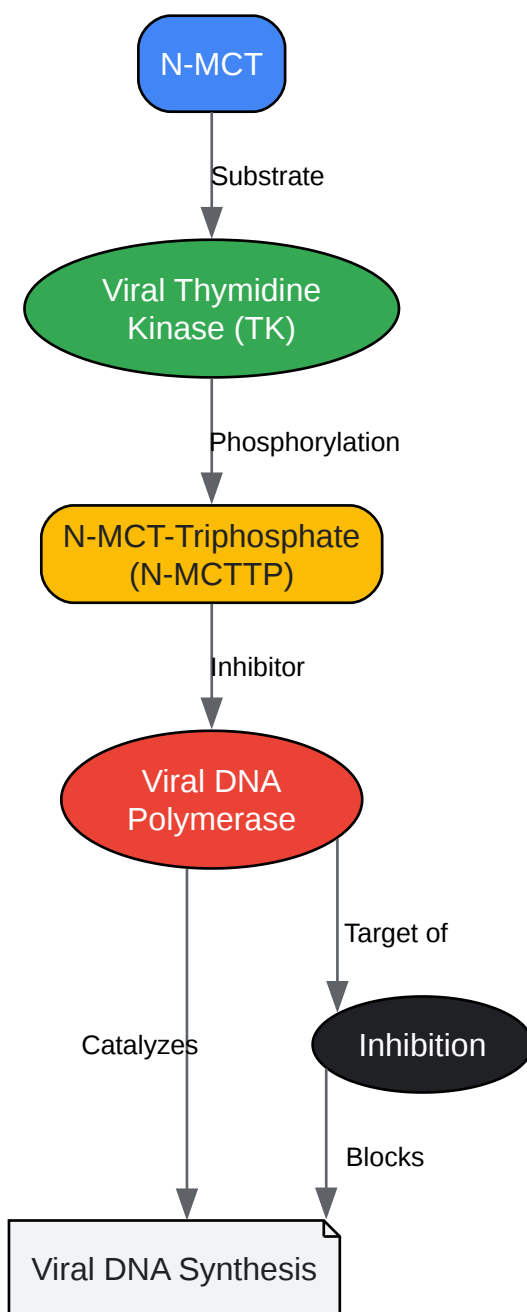 N-MCT
Substrate
Viral Thymidine
Kinase (TK)
Phosphorylation
N-MCT-Triphosphate
(N-MCTTP)
Inhibitor
Viral DNA
Polymerase
Target of
Catalyzes
Inhibition
Blocks
Viral DNA Synthesis